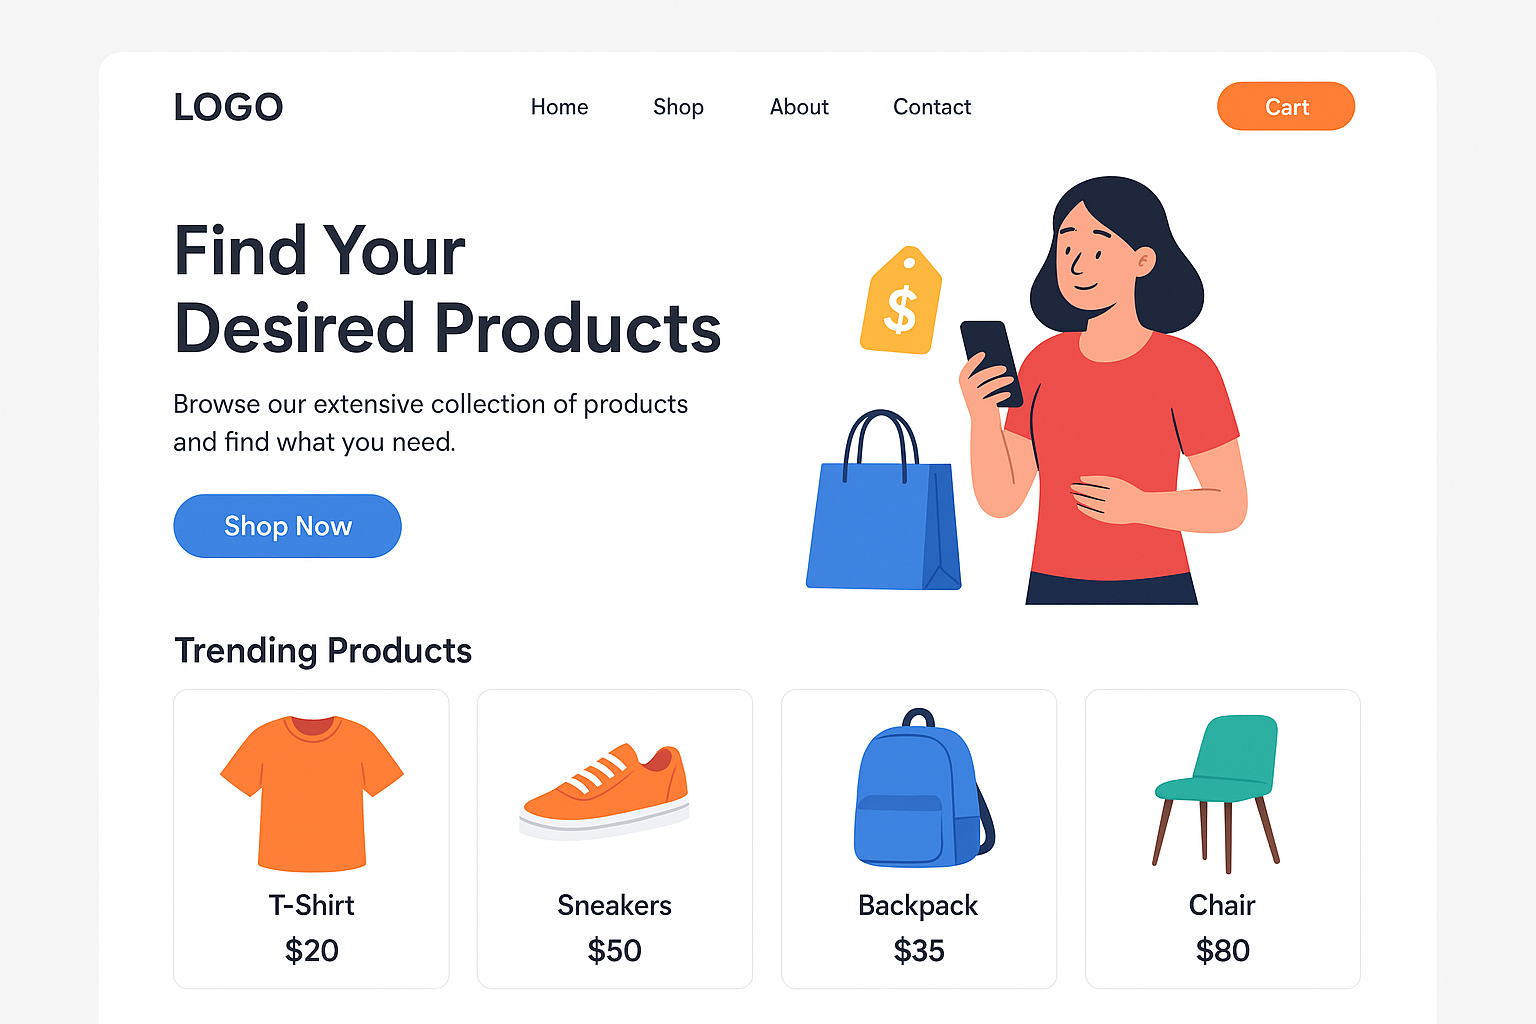 LOGO
Home
Shop
About
Contact
Cart
Find Your
Desired Products
Browse our extensive collection of products
and find what you need.
Shop Now
$
Trending Products
T-Shirt
$20
Sneakers
$50
Backpack
$35
Chair
$80